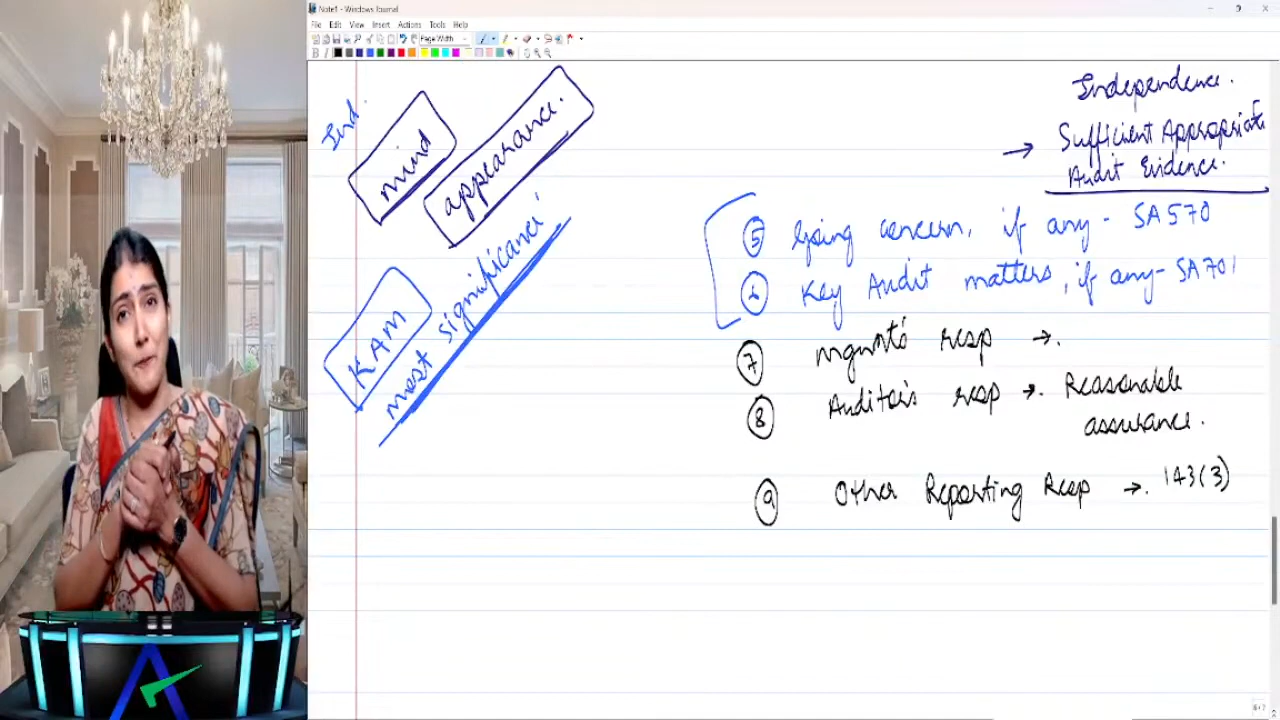 Note1 - Windows Journal
File Edit View Insert Actions Tools Help
Page Width
Ind.
mind
appearance.
KAM
most significance'
Independence.
→ Sufficient Appropriate
Audit Evidence.
5 Going concern, if any - SA 570
6 Key Audit matters, if any - SA 701
7 mgmt's resp →.
8 Auditor's resp →. Reasonable
assurance.
9 Other Reporting Resp →. 143(3)